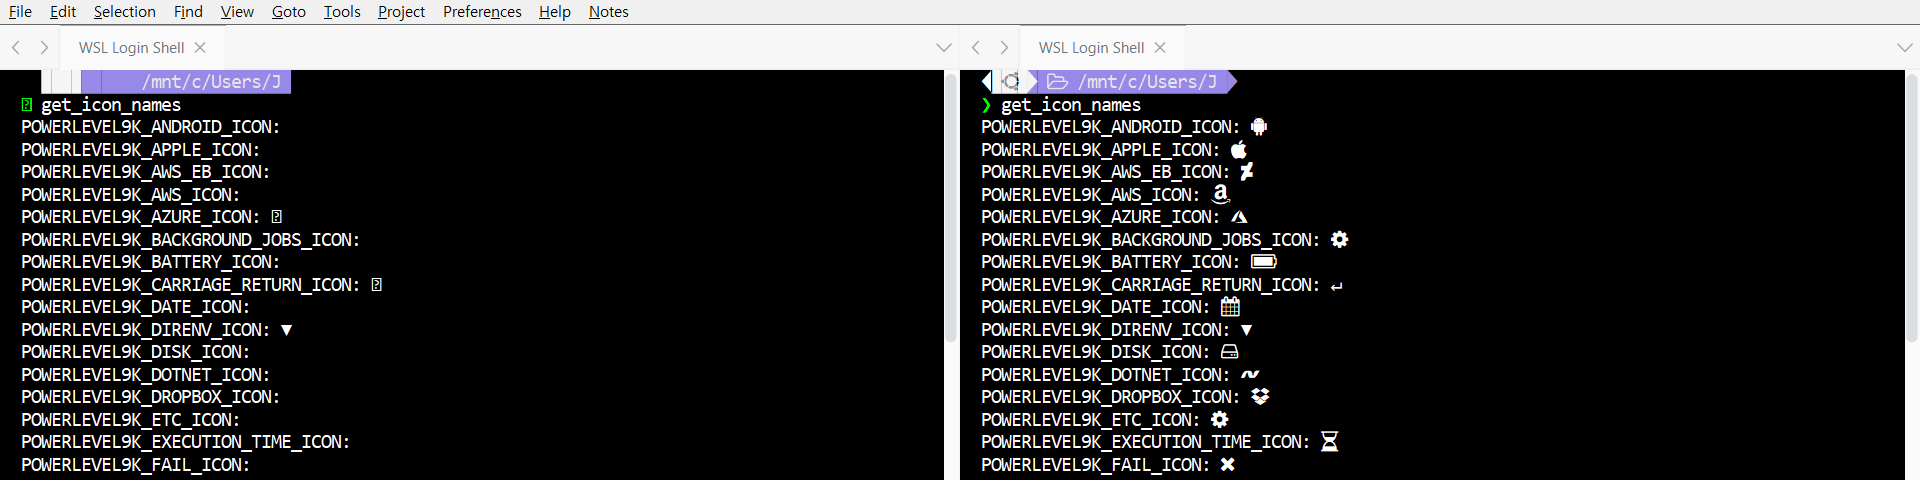 File Edit Selection Find View Goto Tools Project Preferences Help Notes
WSL Login Shell
/mnt/c/Users/J
get_icon_names
POWERLEVEL9K_ANDROID_ICON:
POWERLEVEL9K_APPLE_ICON:
POWERLEVEL9K_AWS_EB_ICON:
POWERLEVEL9K_AWS_ICON:
POWERLEVEL9K_AZURE_ICON:
POWERLEVEL9K_BACKGROUND_JOBS_ICON:
POWERLEVEL9K_BATTERY_ICON:
POWERLEVEL9K_CARRIAGE_RETURN_ICON:
POWERLEVEL9K_DATE_ICON:
POWERLEVEL9K_DIRENV_ICON: ▼
POWERLEVEL9K_DISK_ICON:
POWERLEVEL9K_DOTNET_ICON:
POWERLEVEL9K_DROPBOX_ICON:
POWERLEVEL9K_ETC_ICON:
POWERLEVEL9K_EXECUTION_TIME_ICON:
POWERLEVEL9K_FAIL_ICON:
WSL Login Shell
/mnt/c/Users/J
❯ get_icon_names
POWERLEVEL9K_ANDROID_ICON:
POWERLEVEL9K_APPLE_ICON:
POWERLEVEL9K_AWS_EB_ICON:
POWERLEVEL9K_AWS_ICON:
POWERLEVEL9K_AZURE_ICON:
POWERLEVEL9K_BACKGROUND_JOBS_ICON:
POWERLEVEL9K_BATTERY_ICON:
POWERLEVEL9K_CARRIAGE_RETURN_ICON: ↵
POWERLEVEL9K_DATE_ICON:
POWERLEVEL9K_DIRENV_ICON: ▼
POWERLEVEL9K_DISK_ICON:
POWERLEVEL9K_DOTNET_ICON:
POWERLEVEL9K_DROPBOX_ICON:
POWERLEVEL9K_ETC_ICON:
POWERLEVEL9K_EXECUTION_TIME_ICON:
POWERLEVEL9K_FAIL_ICON: ✖